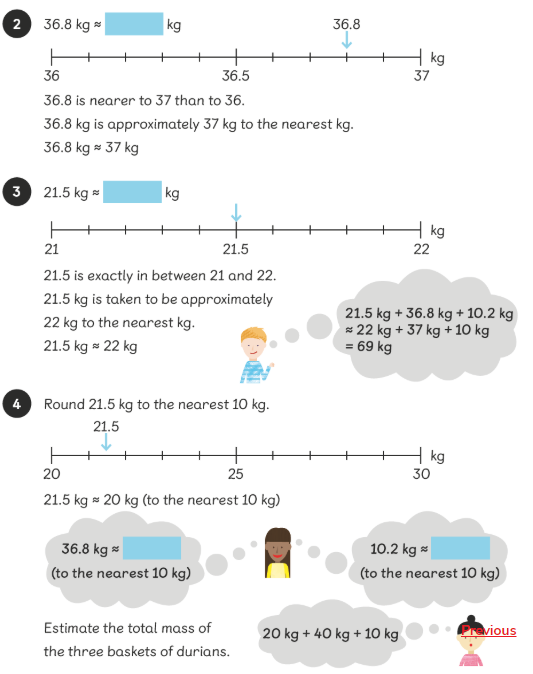 2 36.8 kg ≈ kg
36.8
kg
36 36.5 37
36.8 is nearer to 37 than to 36.
36.8 kg is approximately 37 kg to the nearest kg.
36.8 kg ≈ 37 kg
3 21.5 kg ≈ kg
kg
21 21.5 22
21.5 is exactly in between 21 and 22.
21.5 kg is taken to be approximately
22 kg to the nearest kg.
21.5 kg ≈ 22 kg
21.5 kg + 36.8 kg + 10.2 kg
≈ 22 kg + 37 kg + 10 kg
= 69 kg
4 Round 21.5 kg to the nearest 10 kg.
21.5
kg
20 25 30
21.5 kg ≈ 20 kg (to the nearest 10 kg)
36.8 kg ≈
(to the nearest 10 kg)
10.2 kg ≈
(to the nearest 10 kg)
Estimate the total mass of
the three baskets of durians.
20 kg + 40 kg + 10 kg
Previous